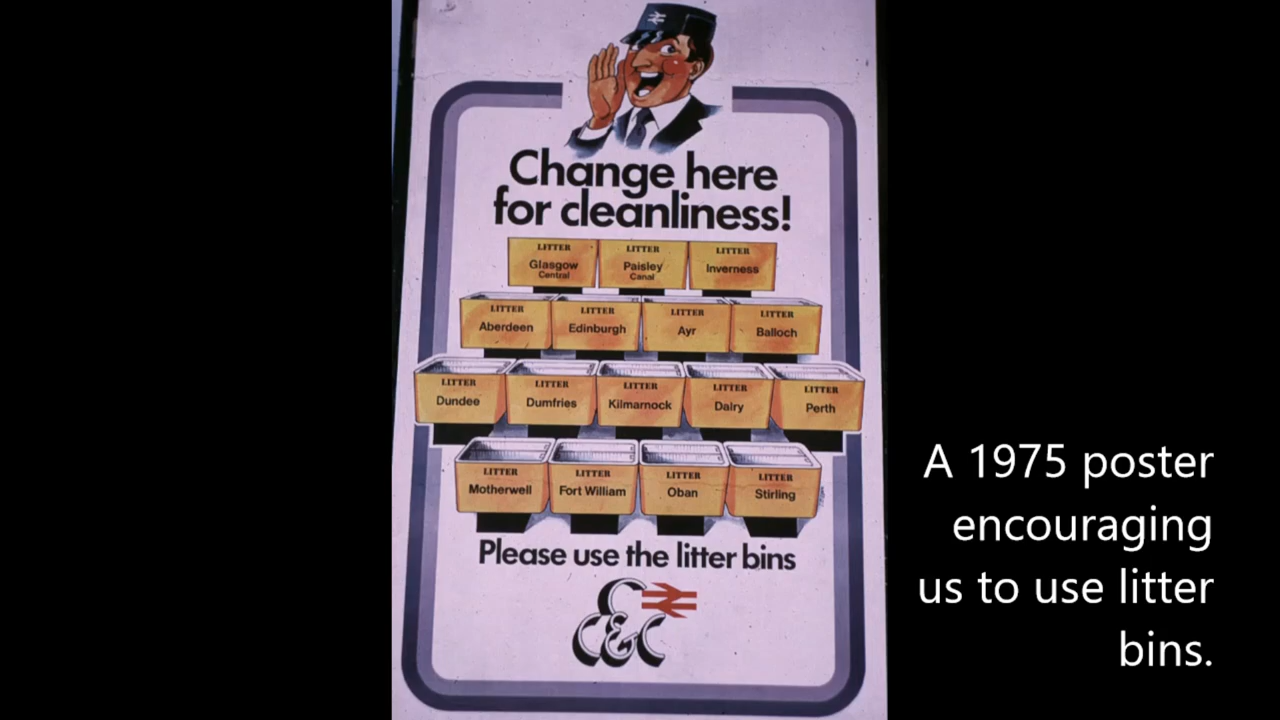 Change here
for cleanliness!
LITTER LITTER LITTER
Glasgow Central Paisley Canal Inverness
LITTER LITTER LITTER LITTER
Aberdeen Edinburgh Ayr Balloch
LITTER LITTER LITTER LITTER LITTER
Dundee Dumfries Kilmarnock Dalry Perth
LITTER LITTER LITTER LITTER
Motherwell Fort William Oban Stirling
Please use the litter bins
A 1975 poster
encouraging
us to use litter
bins.